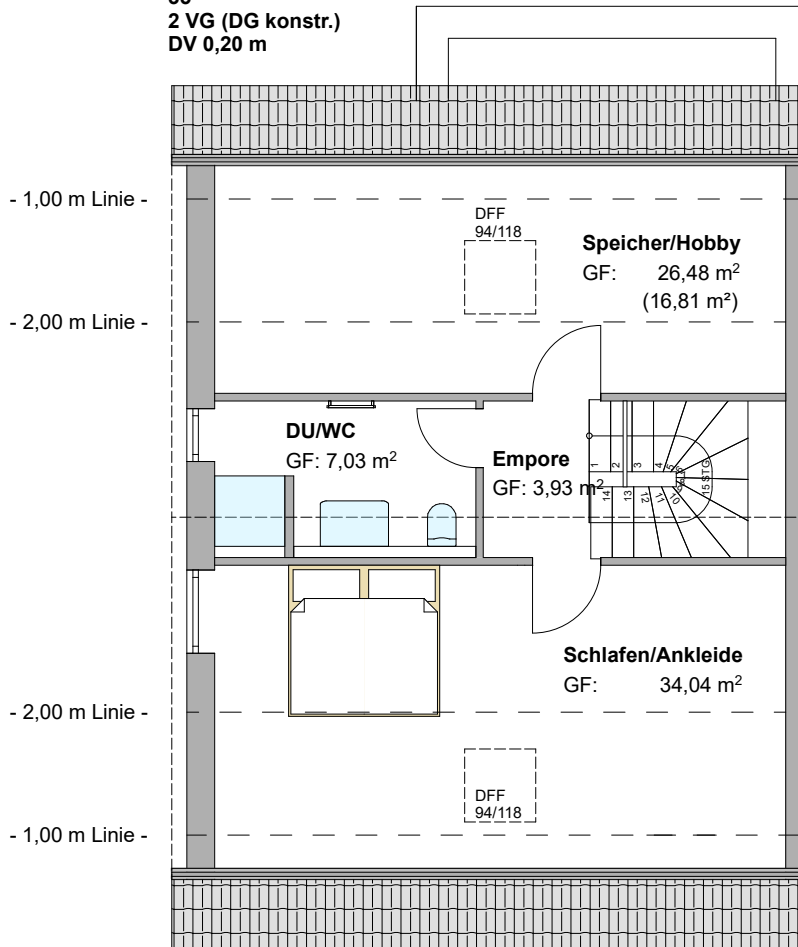 2 VG (DG konstr.)
DV 0,20 m
- 1,00 m Linie -
DFF
94/118
Speicher/Hobby
GF: 26,48 m²
(16,81 m²)
- 2,00 m Linie -
DU/WC
GF: 7,03 m²
Empore
GF: 3,93 m²
1 2 3 4 5
15 STG
14 13 12 11 10
Schlafen/Ankleide
GF: 34,04 m²
- 2,00 m Linie -
DFF
94/118
- 1,00 m Linie -